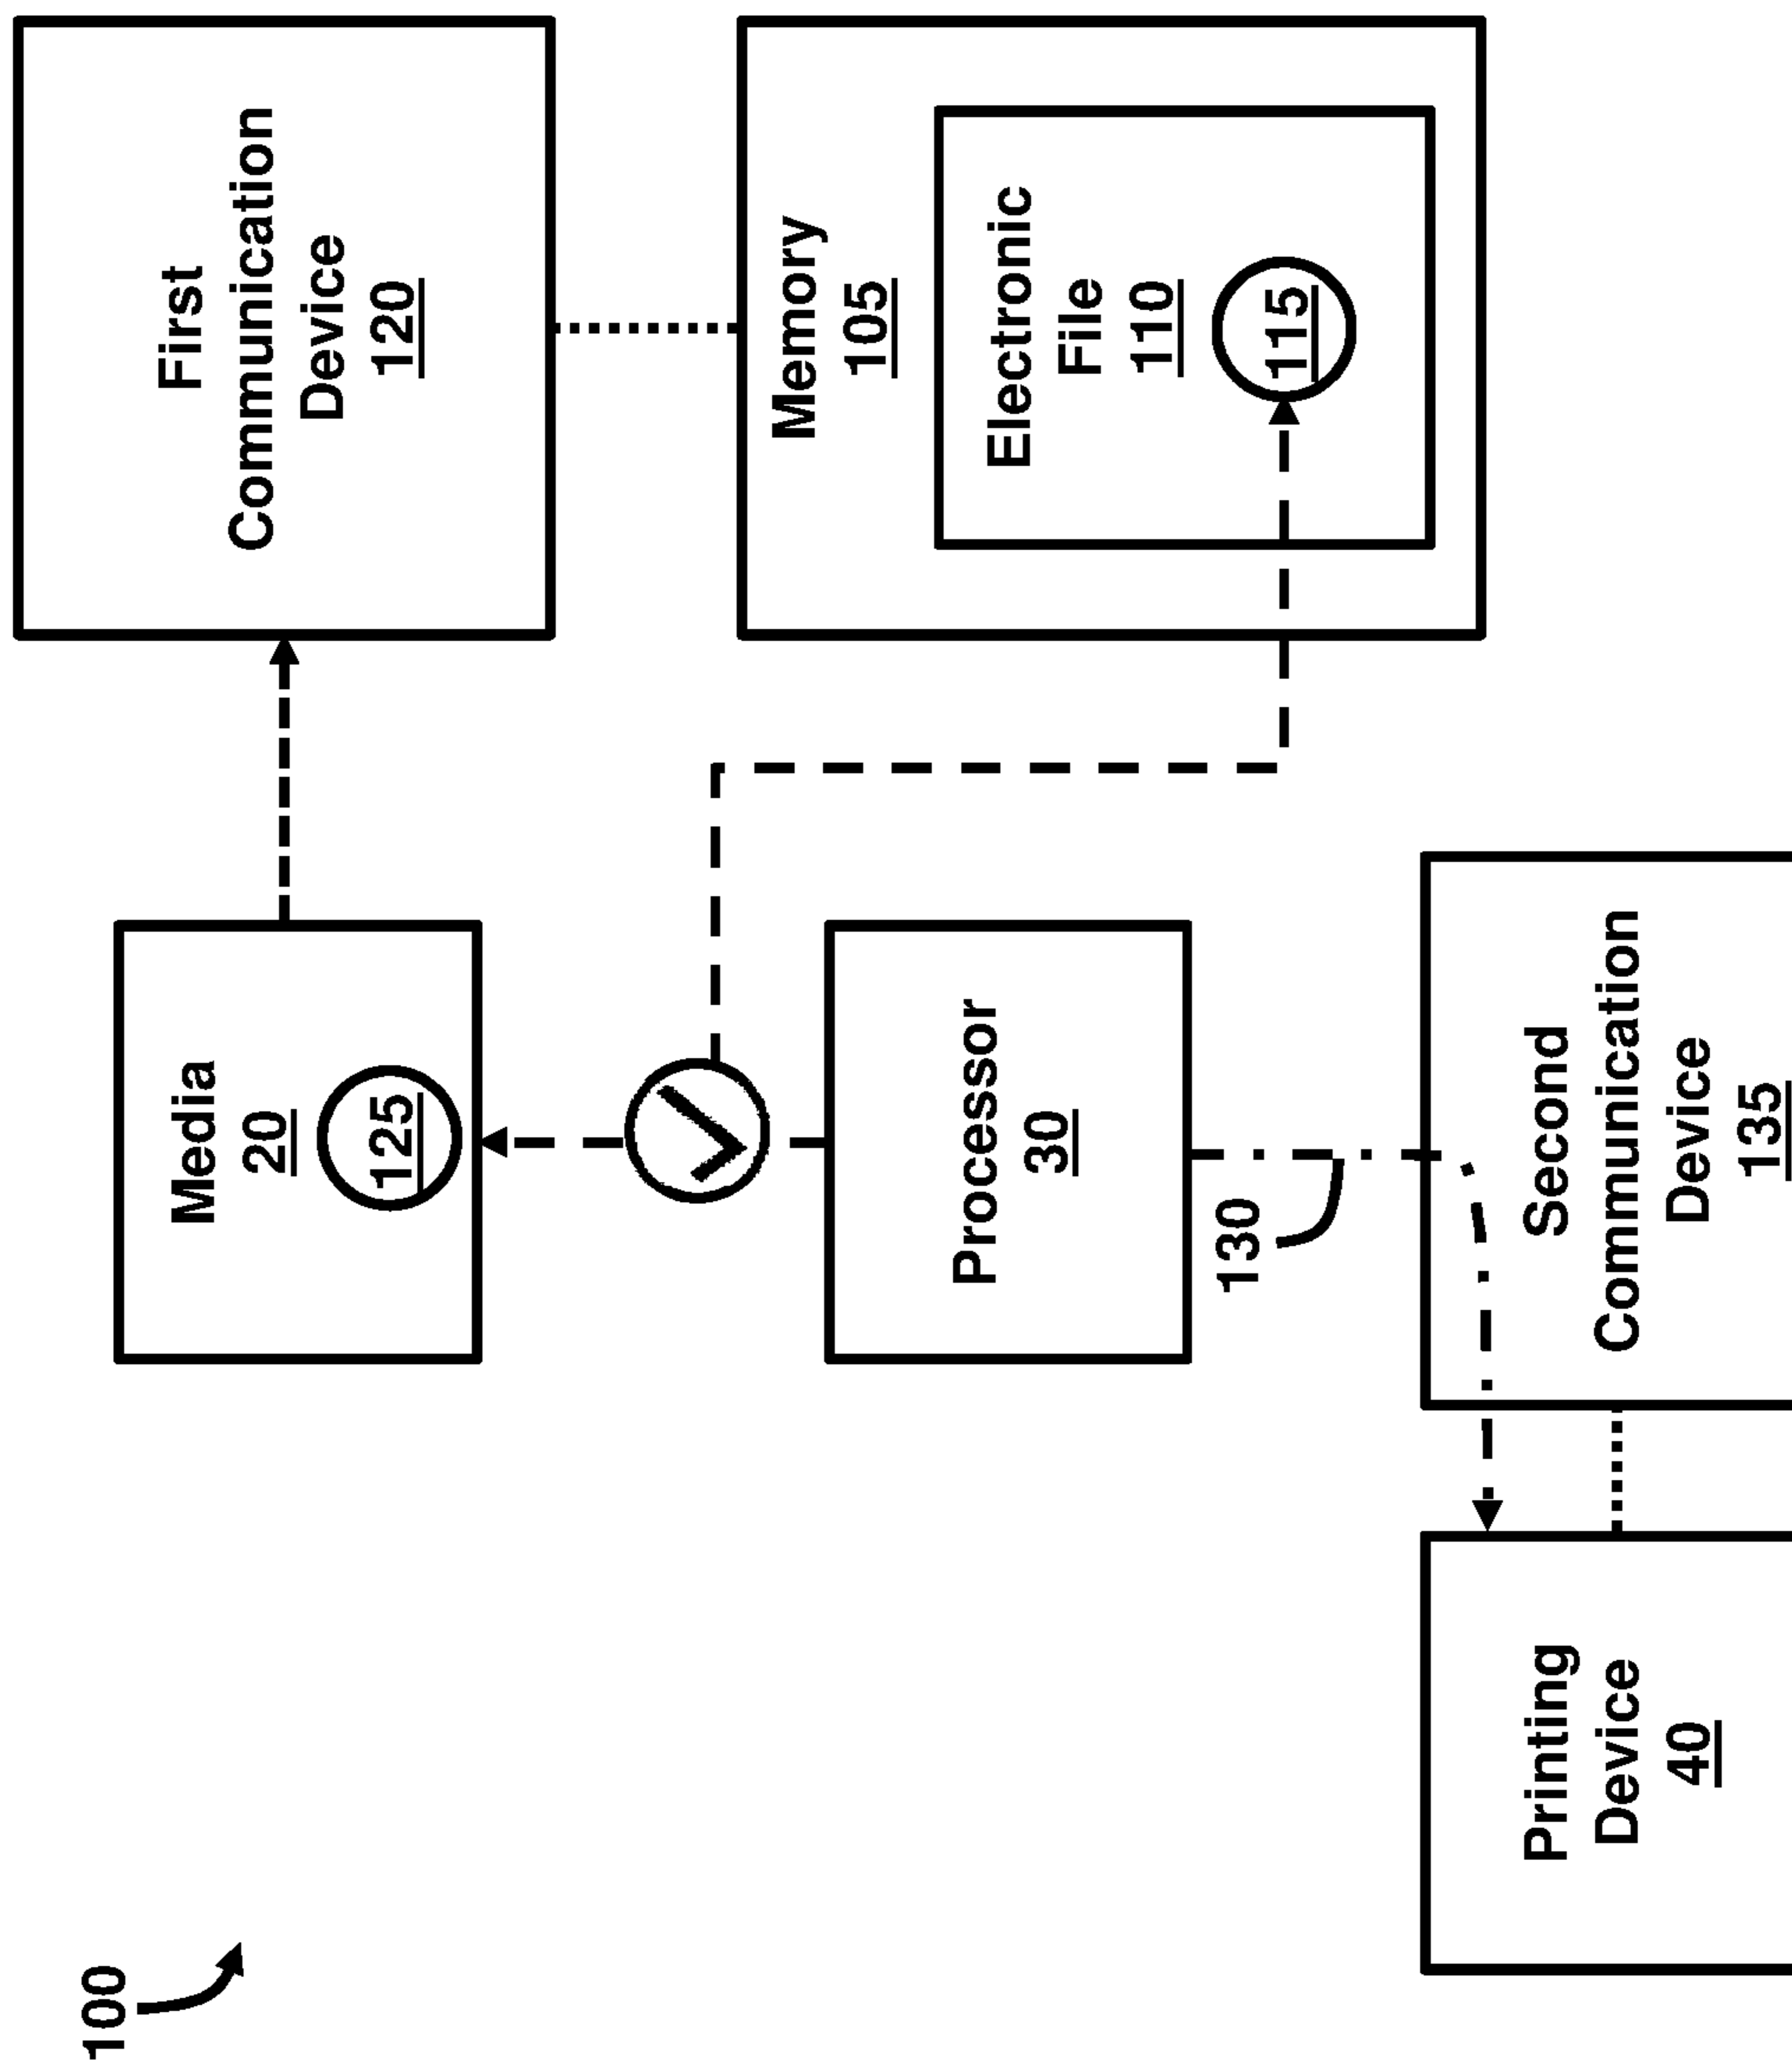 100
Media
20
125
First
Communication
Device
120
Processor
30
Memory
105
Electronic
File
110
115
130
Printing
Device
40
Second
Communication
Device
135